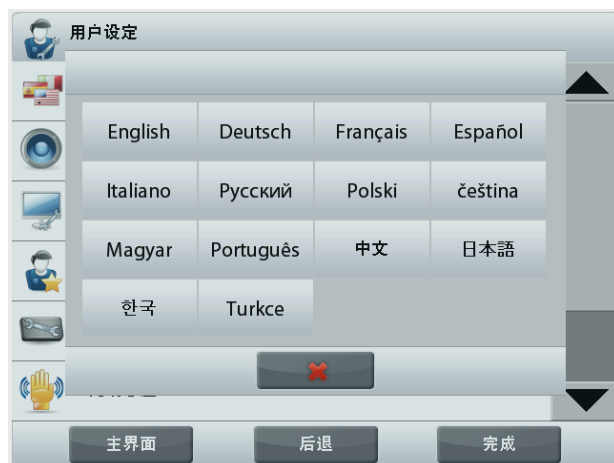 用户设定
English Deutsch Français Español
Italiano Русский Polski čeština
Magyar Português 中文 日本語
한국 Turkce
主界面 后退 完成